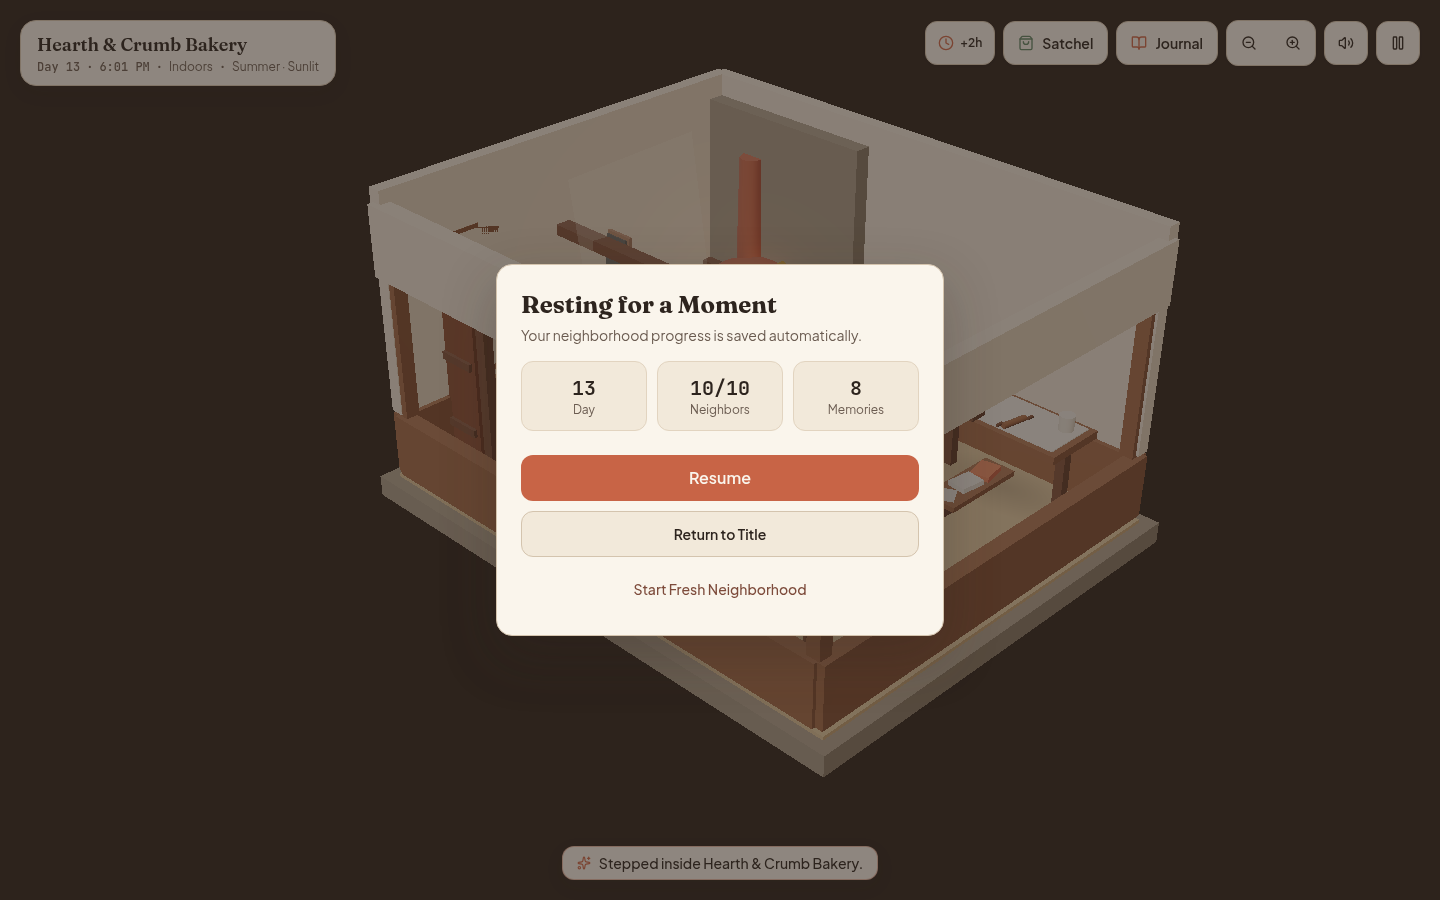 Hearth & Crumb Bakery
Day 13 · 6:01 PM · Indoors · Summer · Sunlit
+2h
Satchel
Journal
Resting for a Moment
Your neighborhood progress is saved automatically.
13
Day
10/10
Neighbors
8
Memories
Resume
Return to Title
Start Fresh Neighborhood
Stepped inside Hearth & Crumb Bakery.